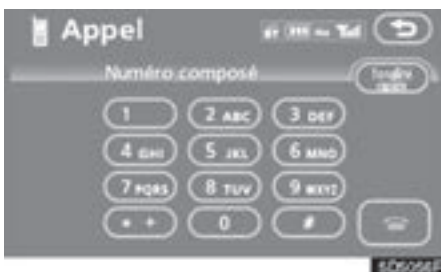 Appel
Numéro composé
1 2 ABC 3 DEF
4 GHI 5 JKL 6 MNO
7 PQRS 8 TUV 9 WXYZ
* + 0 #